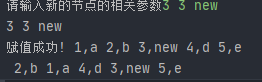 请输入新的节点的相关参数3 3 new
3 3 new
赋值成功! 1,a 2,b 3,new 4,d 5,e
2,b 1,a 4,d 3,new 5,e